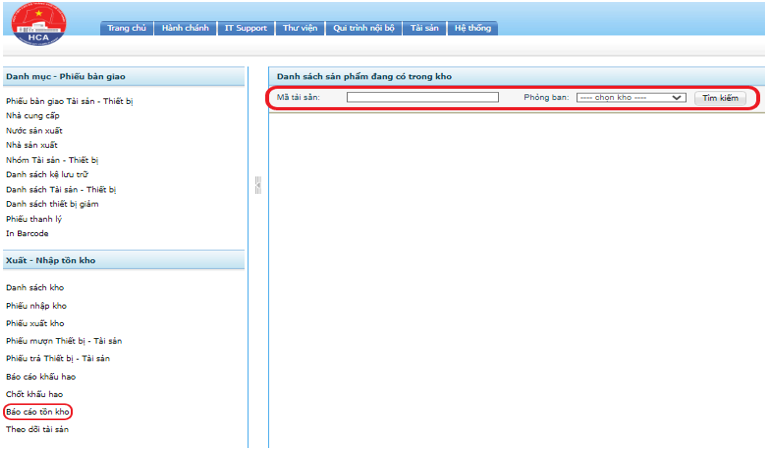 HCA
Trang chủ Hành chánh IT Support Thư viện Qui trình nội bộ Tài sản Hệ thống
Danh mục - Phiếu bàn giao
Phiếu bàn giao Tài sản - Thiết bị
Nhà cung cấp
Nước sản xuất
Nhà sản xuất
Nhóm Tài sản - Thiết bị
Danh sách kệ lưu trữ
Danh sách Tài sản - Thiết bị
Danh sách thiết bị giảm
Phiếu thanh lý
In Barcode
Xuất - Nhập tồn kho
Danh sách kho
Phiếu nhập kho
Phiếu xuất kho
Phiếu mượn Thiết bị - Tài sản
Phiếu trả Thiết bị - Tài sản
Báo cáo khấu hao
Chốt khấu hao
Báo cáo tồn kho
Theo dõi tài sản
Danh sách sản phẩm đang có trong kho
Mã tài sản: Phòng ban: ---- chọn kho ---- Tìm kiếm